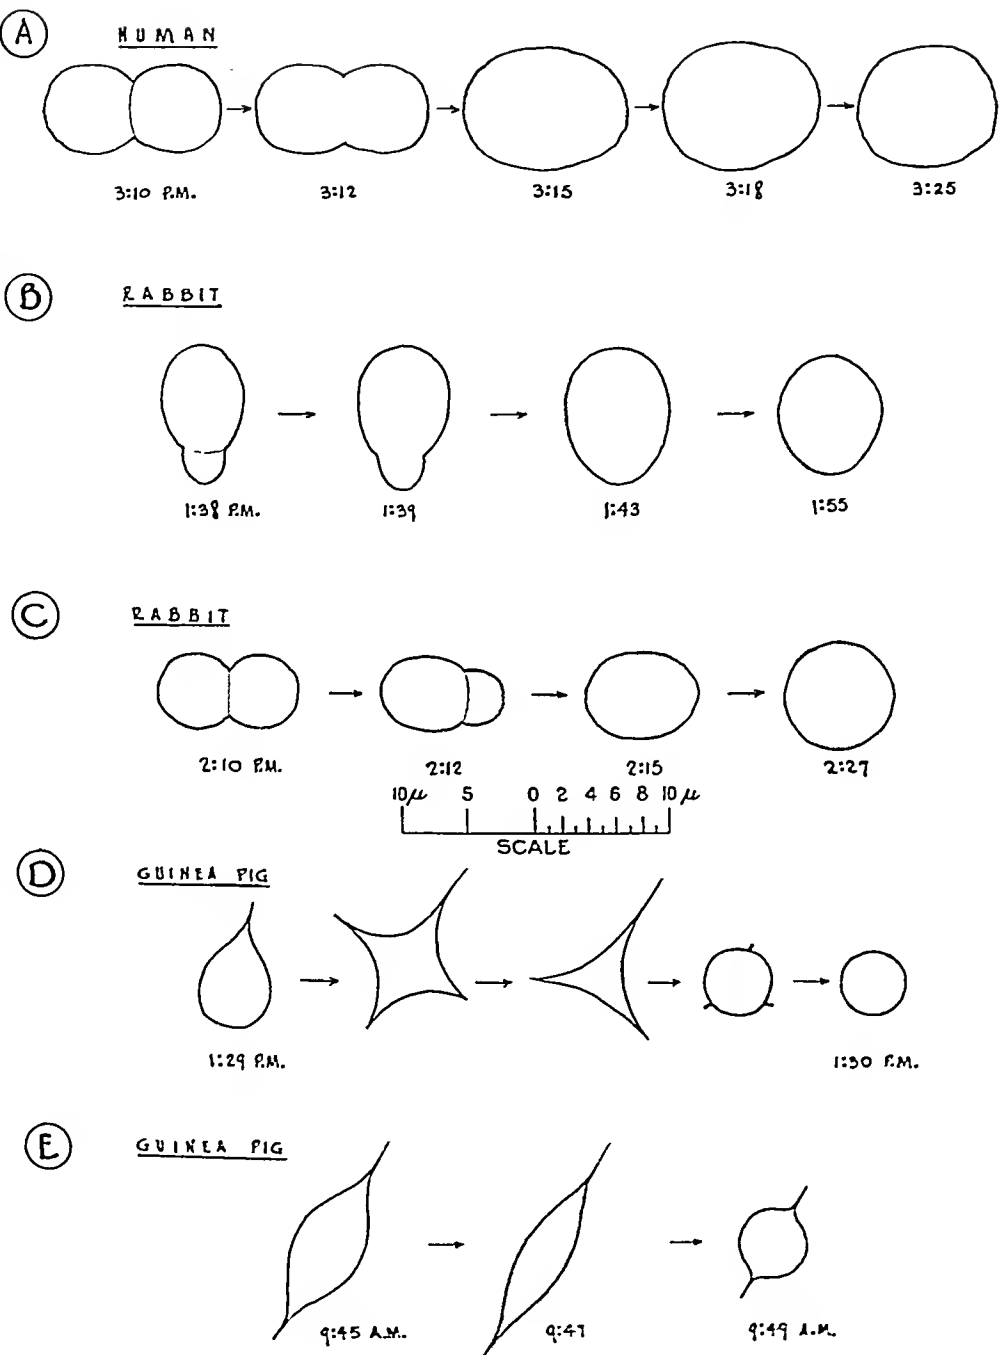 A
HUMAN
3:10 P.M. 3:12 3:15 3:18 3:25
B
RABBIT
1:38 P.M. 1:39 1:43 1:55
C
RABBIT
2:10 P.M. 2:12 2:15 2:27
10µ 5 0 2 4 6 8 10µ
SCALE
D
GUINEA PIG
1:29 P.M. 1:30 P.M.
E
GUINEA PIG
9:45 A.M. 9:47 9:49 A.M.